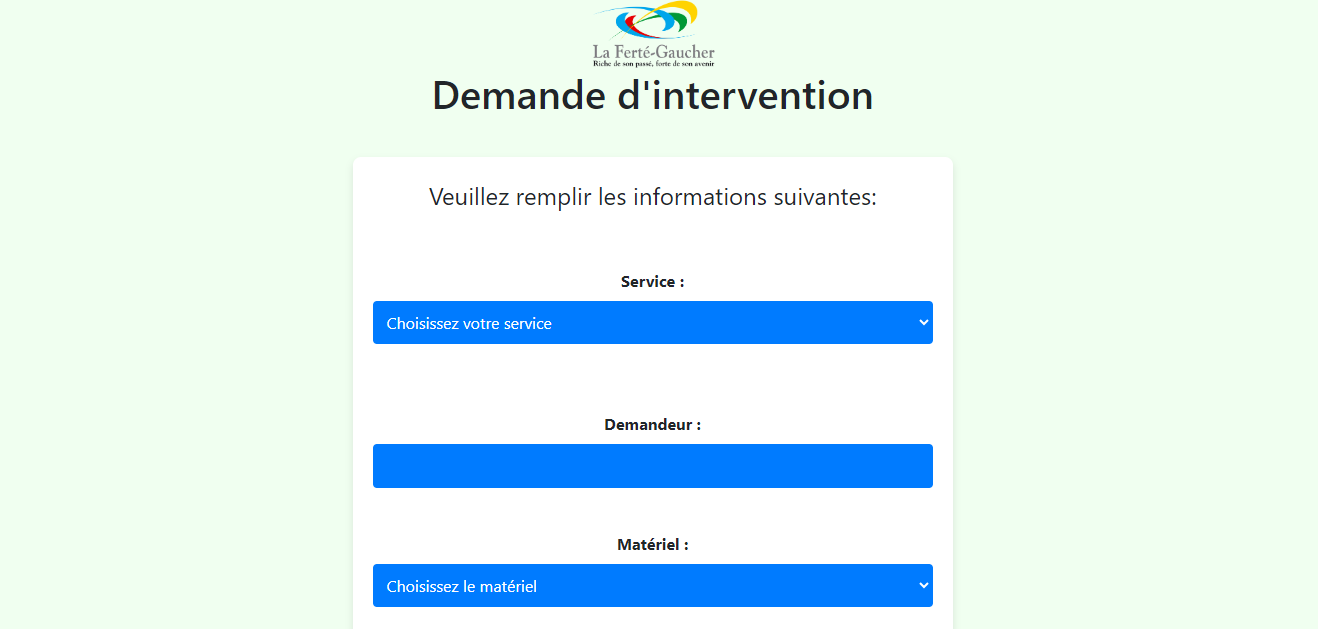 La Ferté-Gaucher
Riche de son passé, forte de son avenir
Demande d'intervention
Veuillez remplir les informations suivantes:
Service :
Choisissez votre service
Demandeur :
Matériel :
Choisissez le matériel